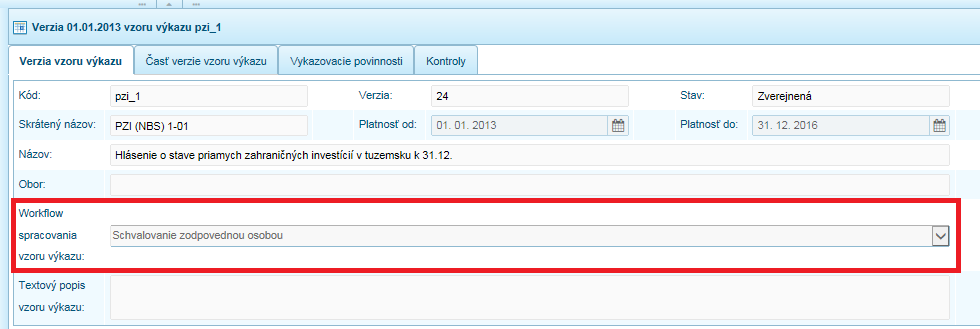 Verzia 01.01.2013 vzoru výkazu pzi_1
Verzia vzoru výkazu Časť verzie vzoru výkazu Vykazovacie povinnosti Kontroly
Kód: pzi_1 Verzia: 24 Stav: Zverejnená
Skrátený názov: PZI (NBS) 1-01 Platnosť od: 01. 01. 2013 Platnosť do: 31. 12. 2016
Názov: Hlásenie o stave priamych zahraničných investícií v tuzemsku k 31.12.
Obor:
Workflow
spracovania Schvalovanie zodpovednou osobou
vzoru výkazu:
Textový popis
vzoru výkazu: